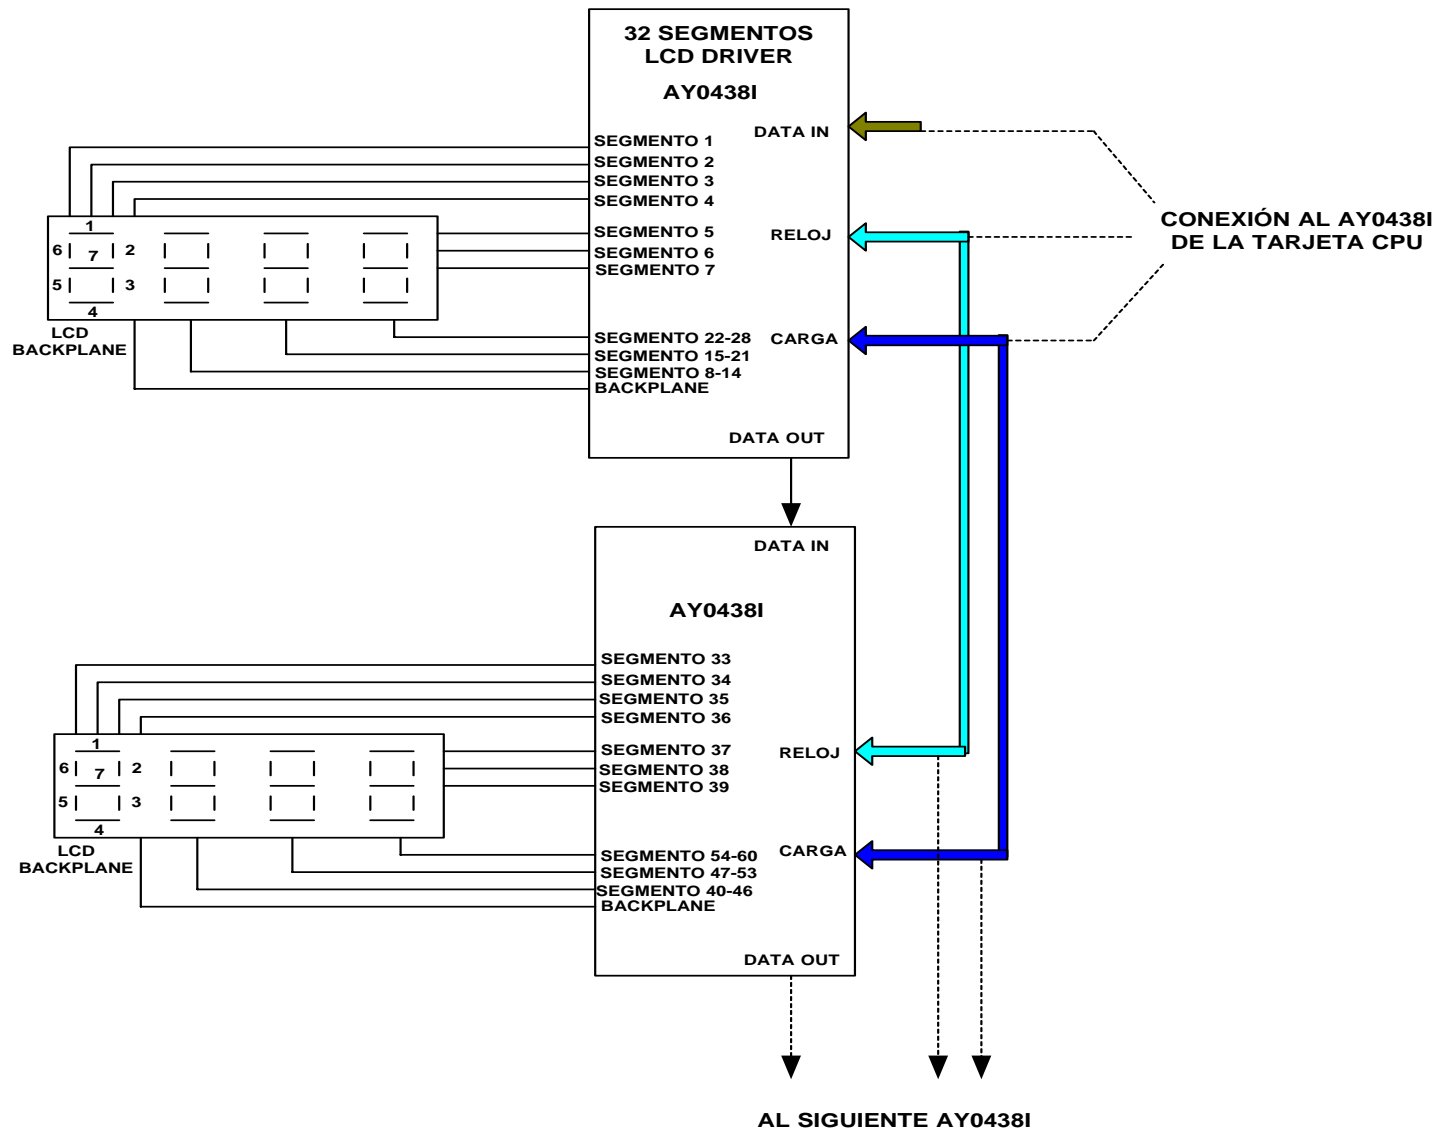 32 SEGMENTOS
LCD DRIVER
AY0438I
DATA IN
SEGMENTO 1
SEGMENTO 2
SEGMENTO 3
SEGMENTO 4
SEGMENTO 5
SEGMENTO 6
SEGMENTO 7
RELOJ
CONEXIÓN AL AY0438I
DE LA TARJETA CPU
1
6
7
2
5
3
4
LCD
BACKPLANE
SEGMENTO 22-28
SEGMENTO 15-21
SEGMENTO 8-14
BACKPLANE
CARGA
DATA OUT
DATA IN
AY0438I
SEGMENTO 33
SEGMENTO 34
SEGMENTO 35
SEGMENTO 36
SEGMENTO 37
SEGMENTO 38
SEGMENTO 39
RELOJ
1
6
7
2
5
3
4
LCD
BACKPLANE
SEGMENTO 54-60
SEGMENTO 47-53
SEGMENTO 40-46
BACKPLANE
CARGA
DATA OUT
AL SIGUIENTE AY0438I